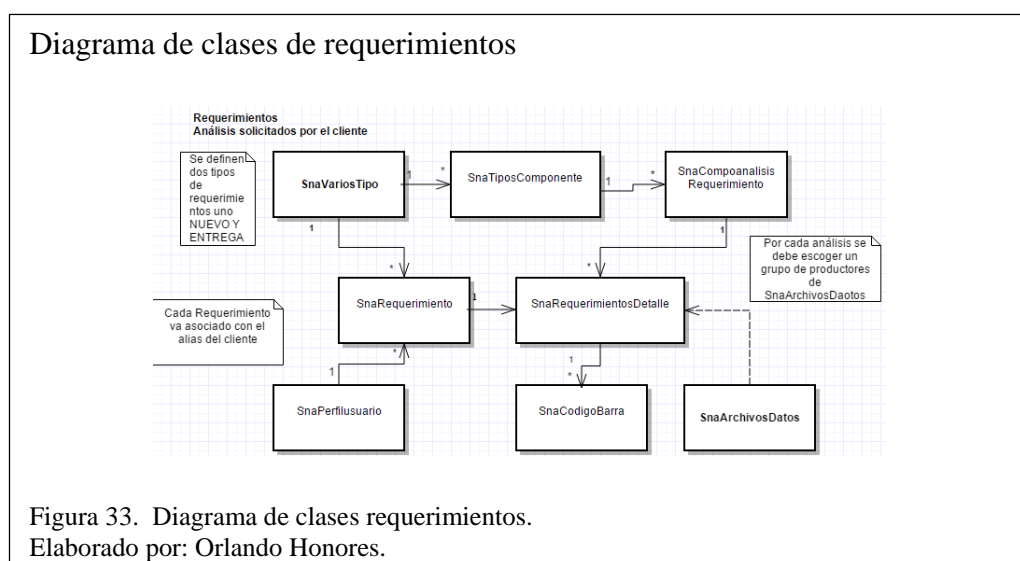 Diagrama de clases de requerimientos
Requerimientos
Análisis solicitados por el cliente
Se definen
dos tipos
de
requerimie
ntos uno
NUEVO Y
ENTREGA
SnaVariosTipo
1
*
SnaTiposComponente
1
*
SnaCompoanalisis
Requerimiento
1
*
1
*
Por cada análisis se
debe escoger un
grupo de productores
de
SnaArchivosDaotos
Cada Requerimiento
va asociado con el
alias del cliente
SnaRequerimiento
1
SnaRequerimientosDetalle
*
1
1
*
SnaPerfilusuario
SnaCodigoBarra
SnaArchivosDatos
Figura 33. Diagrama de clases requerimientos.
Elaborado por: Orlando Honores.